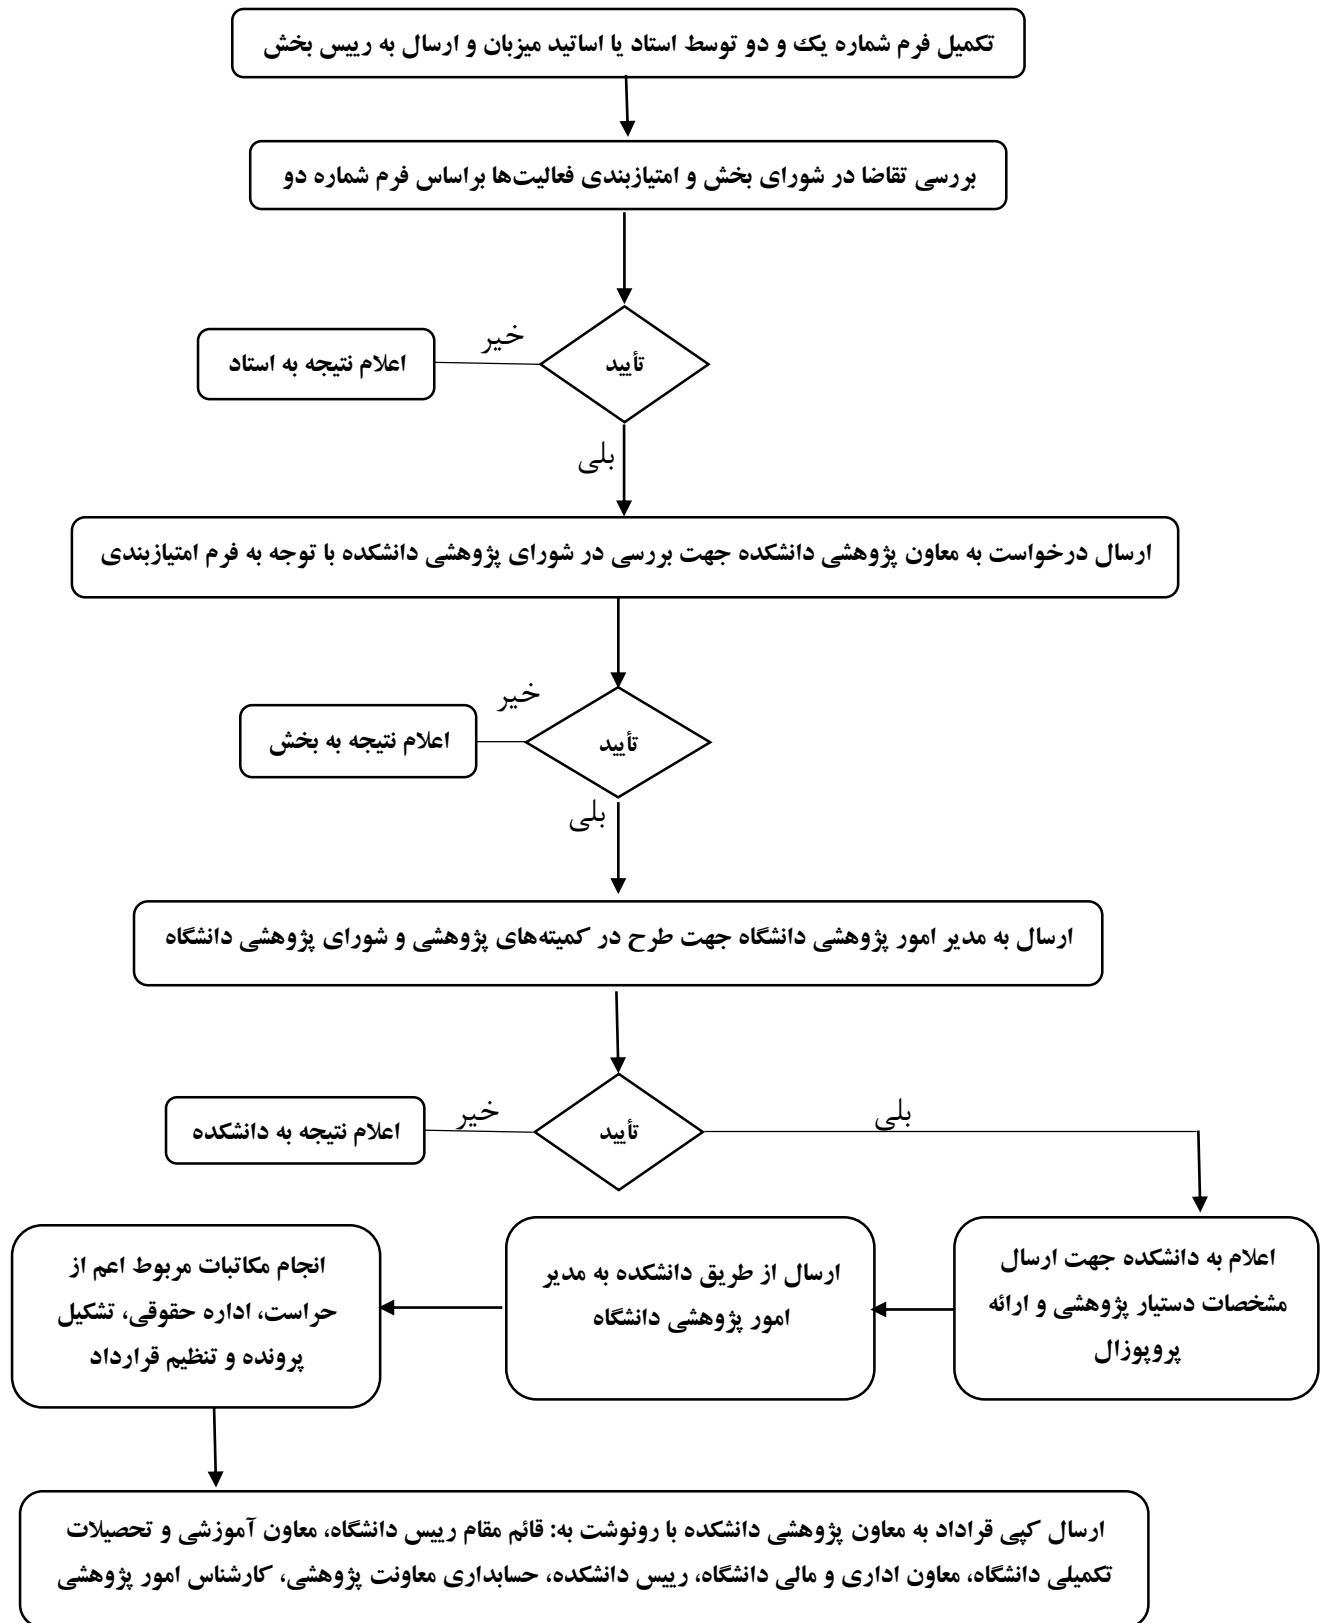 تکمیل فرم شماره یک و دو توسط استاد یا اساتید میزبان و ارسال به رییس بخش
بررسی تقاضا در شورای بخش و امتیازبندی فعالیت‌ها براساس فرم شماره دو
خیر
تأیید
اعلام نتیجه به استاد
بلی
ارسال درخواست به معاون پژوهشی دانشکده جهت بررسی در شورای پژوهشی دانشکده با توجه به فرم امتیازبندی
خیر
تأیید
اعلام نتیجه به بخش
بلی
ارسال به مدیر امور پژوهشی دانشگاه جهت طرح در کمیته‌های پژوهشی و شورای پژوهشی دانشگاه
بلی
تأیید
خیر
اعلام نتیجه به دانشکده
اعلام به دانشکده جهت ارسال
مشخصات دستیار پژوهشی و ارائه
پروپوزال
ارسال از طریق دانشکده به مدیر
امور پژوهشی دانشگاه
انجام مکاتبات مربوط اعم از
حراست، اداره حقوقی، تشکیل
پرونده و تنظیم قرارداد
ارسال کپی قراداد به معاون پژوهشی دانشکده با رونوشت به: قائم مقام رییس دانشگاه، معاون آموزشی و تحصیلات
تکمیلی دانشگاه، معاون اداری و مالی دانشگاه، رییس دانشکده، حسابداری معاونت پژوهشی، کارشناس امور پژوهشی